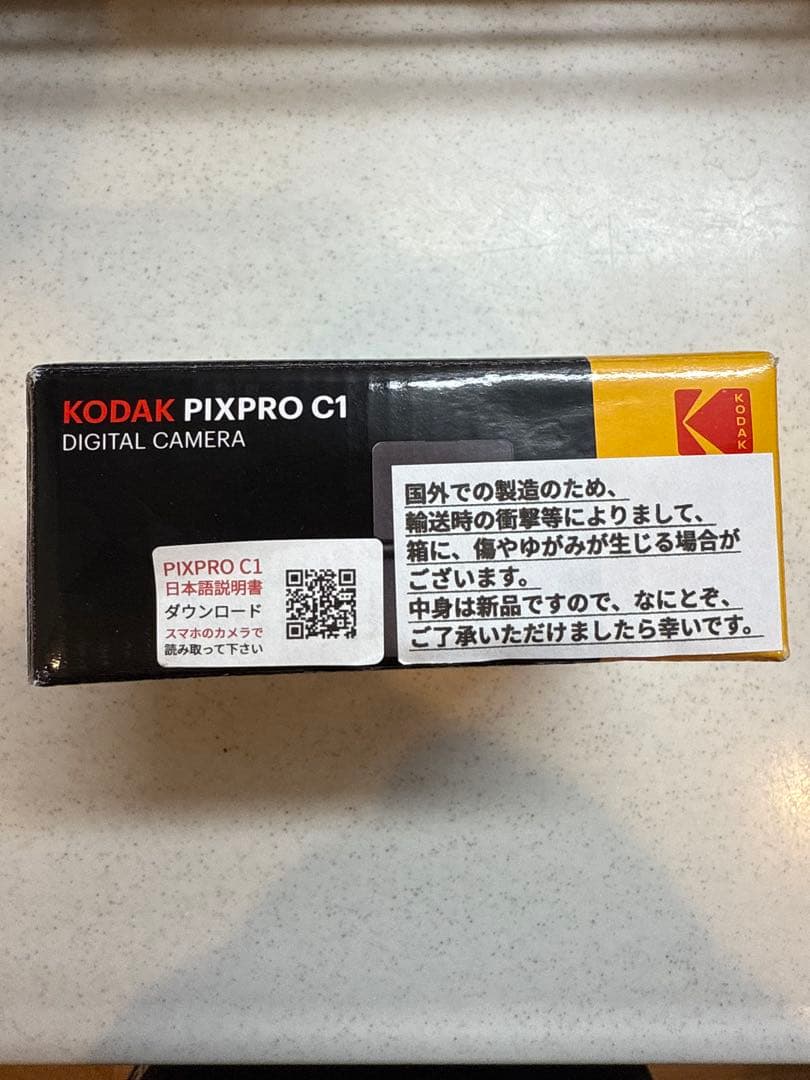 KODAK PIXPRO C1
DIGITAL CAMERA
KODAK
PIXPRO C1
日本語説明書
ダウンロード
スマホのカメラで
読み取って下さい
国外での製造のため、
輸送時の衝撃等によりまして、
箱に、傷やゆがみが生じる場合が
ございます。
中身は新品ですので、なにとぞ、
ご了承いただけましたら幸いです。